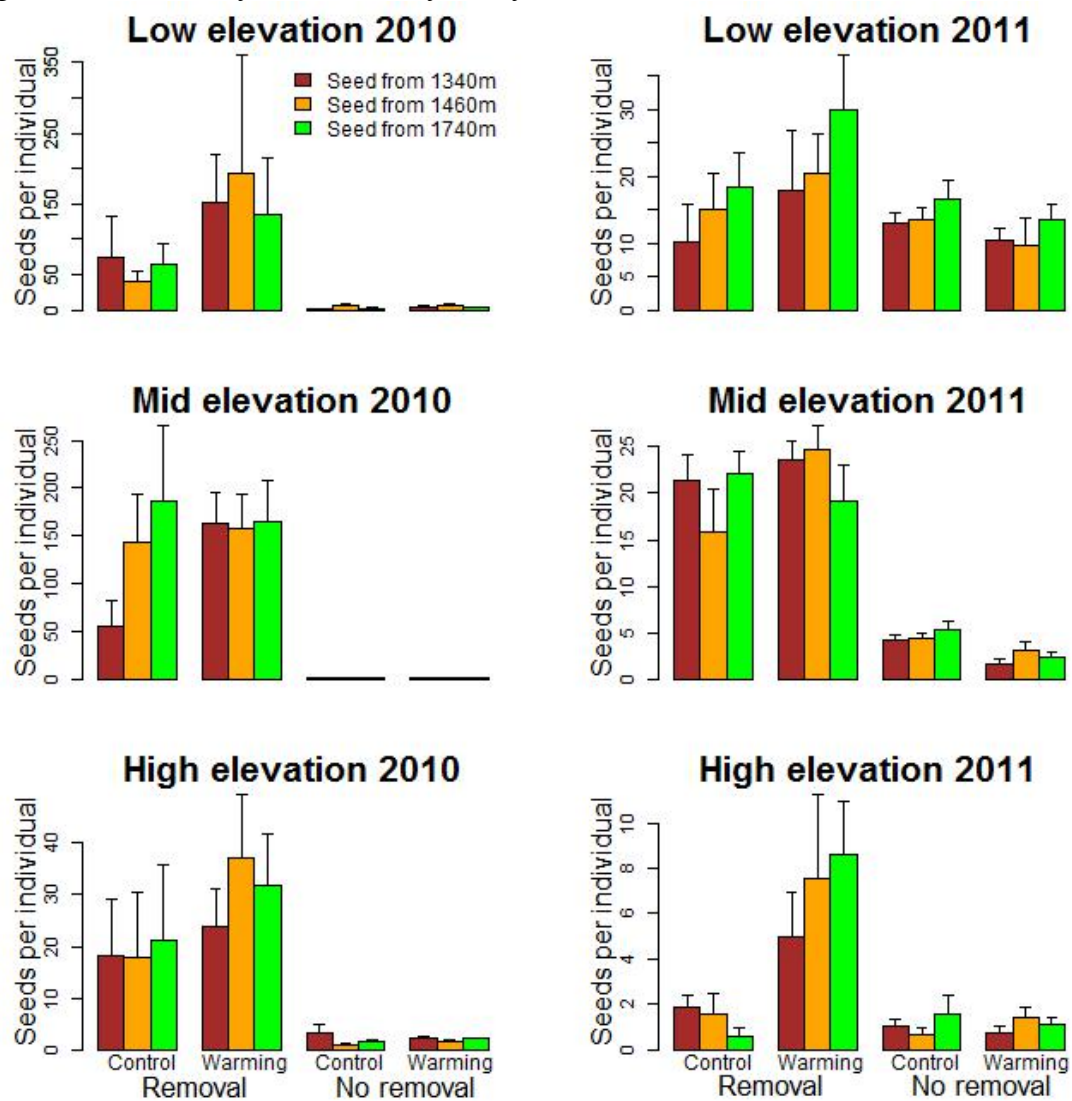 Low elevation 2010
Seeds per individual
0 50 150 250 350
Seed from 1340m
Seed from 1460m
Seed from 1740m
Low elevation 2011
Seeds per individual
0 5 10 20 30
Mid elevation 2010
Seeds per individual
0 50 100 150 200 250
Mid elevation 2011
Seeds per individual
0 5 10 15 20 25
High elevation 2010
Seeds per individual
0 10 20 30 40
Control Warming Control Warming
Removal No removal
High elevation 2011
Seeds per individual
0 2 4 6 8 10
Control Warming Control Warming
Removal No removal